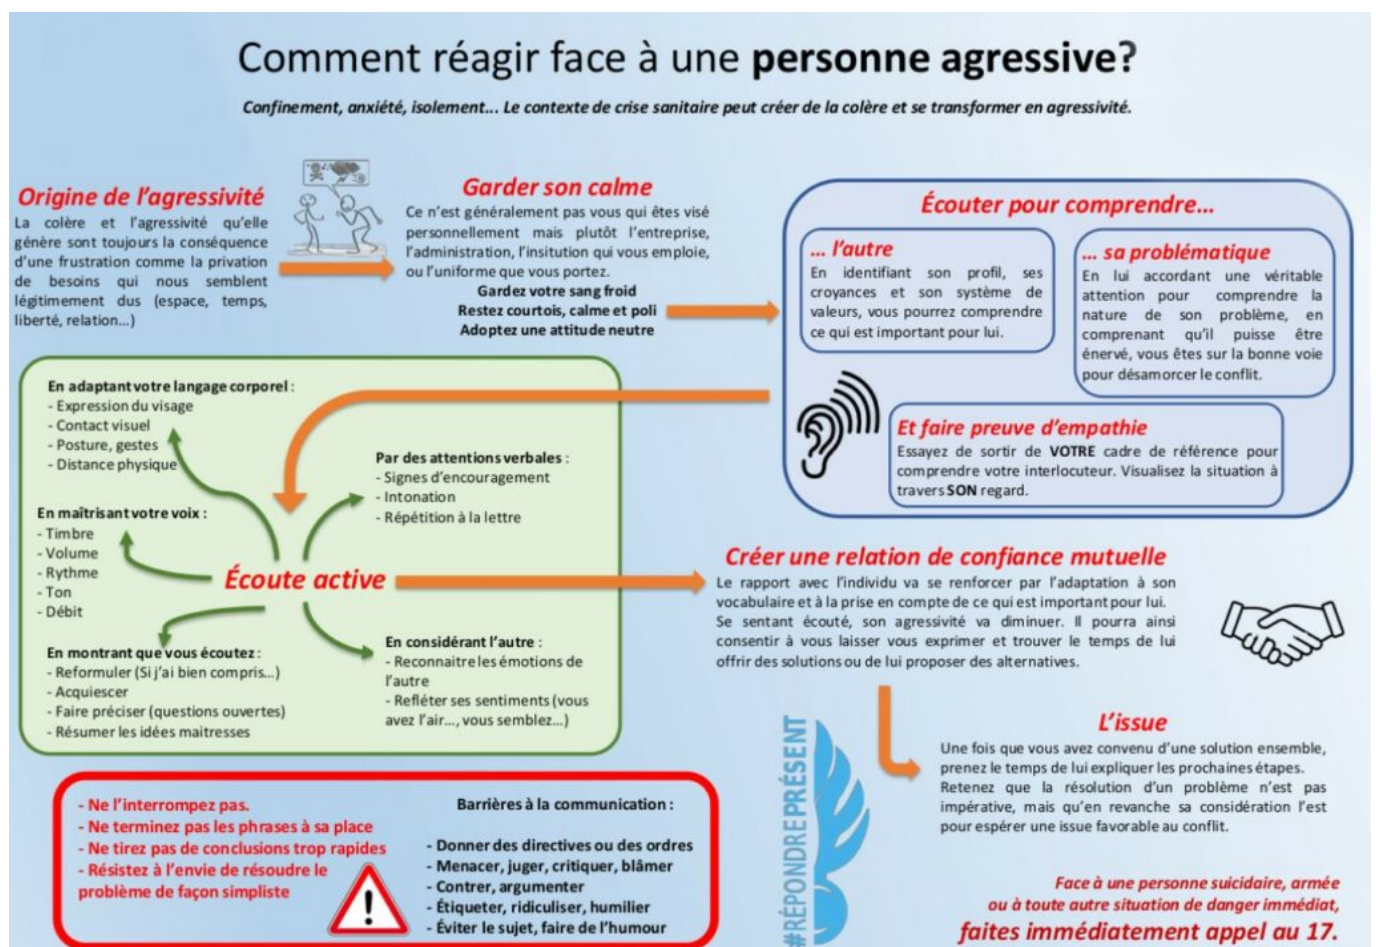 Comment réagir face à une personne agressive?
Confinement, anxiété, isolement... Le contexte de crise sanitaire peut créer de la colère et se transformer en agressivité.
Origine de l'agressivité
La colère et l'agressivité qu'elle
génère sont toujours la conséquence
d'une frustration comme la privation
de besoins qui nous semblent
légitimement dus (espace, temps,
liberté, relation...)
Garder son calme
Ce n'est généralement pas vous qui êtes visé
personnellement mais plutôt l'entreprise,
l'administration, l'insitution qui vous emploie,
ou l'uniforme que vous portez.
Gardez votre sang froid
Restez courtois, calme et poli
Adoptez une attitude neutre
Écouter pour comprendre...
... l'autre
En identifiant son profil, ses
croyances et son système de
valeurs, vous pourrez comprendre
ce qui est important pour lui.
... sa problématique
En lui accordant une véritable
attention pour comprendre la
nature de son problème, en
comprenant qu'il puisse être
énervé, vous êtes sur la bonne voie
pour désamorcer le conflit.
Et faire preuve d'empathie
Essayez de sortir de VOTRE cadre de référence pour
comprendre votre interlocuteur. Visualisez la situation à
travers SON regard.
En adaptant votre langage corporel :
- Expression du visage
- Contact visuel
- Posture, gestes
- Distance physique
Par des attentions verbales :
- Signes d'encouragement
- Intonation
- Répétition à la lettre
En maîtrisant votre voix :
- Timbre
- Volume
- Rythme
- Ton
- Débit
Écoute active
En montrant que vous écoutez :
- Reformuler (Si j'ai bien compris...)
- Acquiescer
- Faire préciser (questions ouvertes)
- Résumer les idées maitresses
En considérant l'autre :
- Reconnaitre les émotions de
l'autre
- Refléter ses sentiments (vous
avez l'air..., vous semblez...)
Créer une relation de confiance mutuelle
Le rapport avec l'individu va se renforcer par l'adaptation à son
vocabulaire et à la prise en compte de ce qui est important pour lui.
Se sentant écouté, son agressivité va diminuer. Il pourra ainsi
consentir à vous laisser vous exprimer et trouver le temps de lui
offrir des solutions ou de lui proposer des alternatives.
L'issue
Une fois que vous avez convenu d'une solution ensemble,
prenez le temps de lui expliquer les prochaines étapes.
Retenez que la résolution d'un problème n'est pas
impérative, mais qu'en revanche sa considération l'est
pour espérer une issue favorable au conflit.
#RÉPONDREPRÉSENT
- Ne l'interrompez pas.
- Ne terminez pas les phrases à sa place
- Ne tirez pas de conclusions trop rapides
- Résistez à l'envie de résoudre le
problème de façon simpliste
!
Barrières à la communication :
- Donner des directives ou des ordres
- Menacer, juger, critiquer, blâmer
- Contrer, argumenter
- Étiqueter, ridiculiser, humilier
- Éviter le sujet, faire de l'humour
Face à une personne suicidaire, armée
ou à toute autre situation de danger immédiat,
faites immédiatement appel au 17.